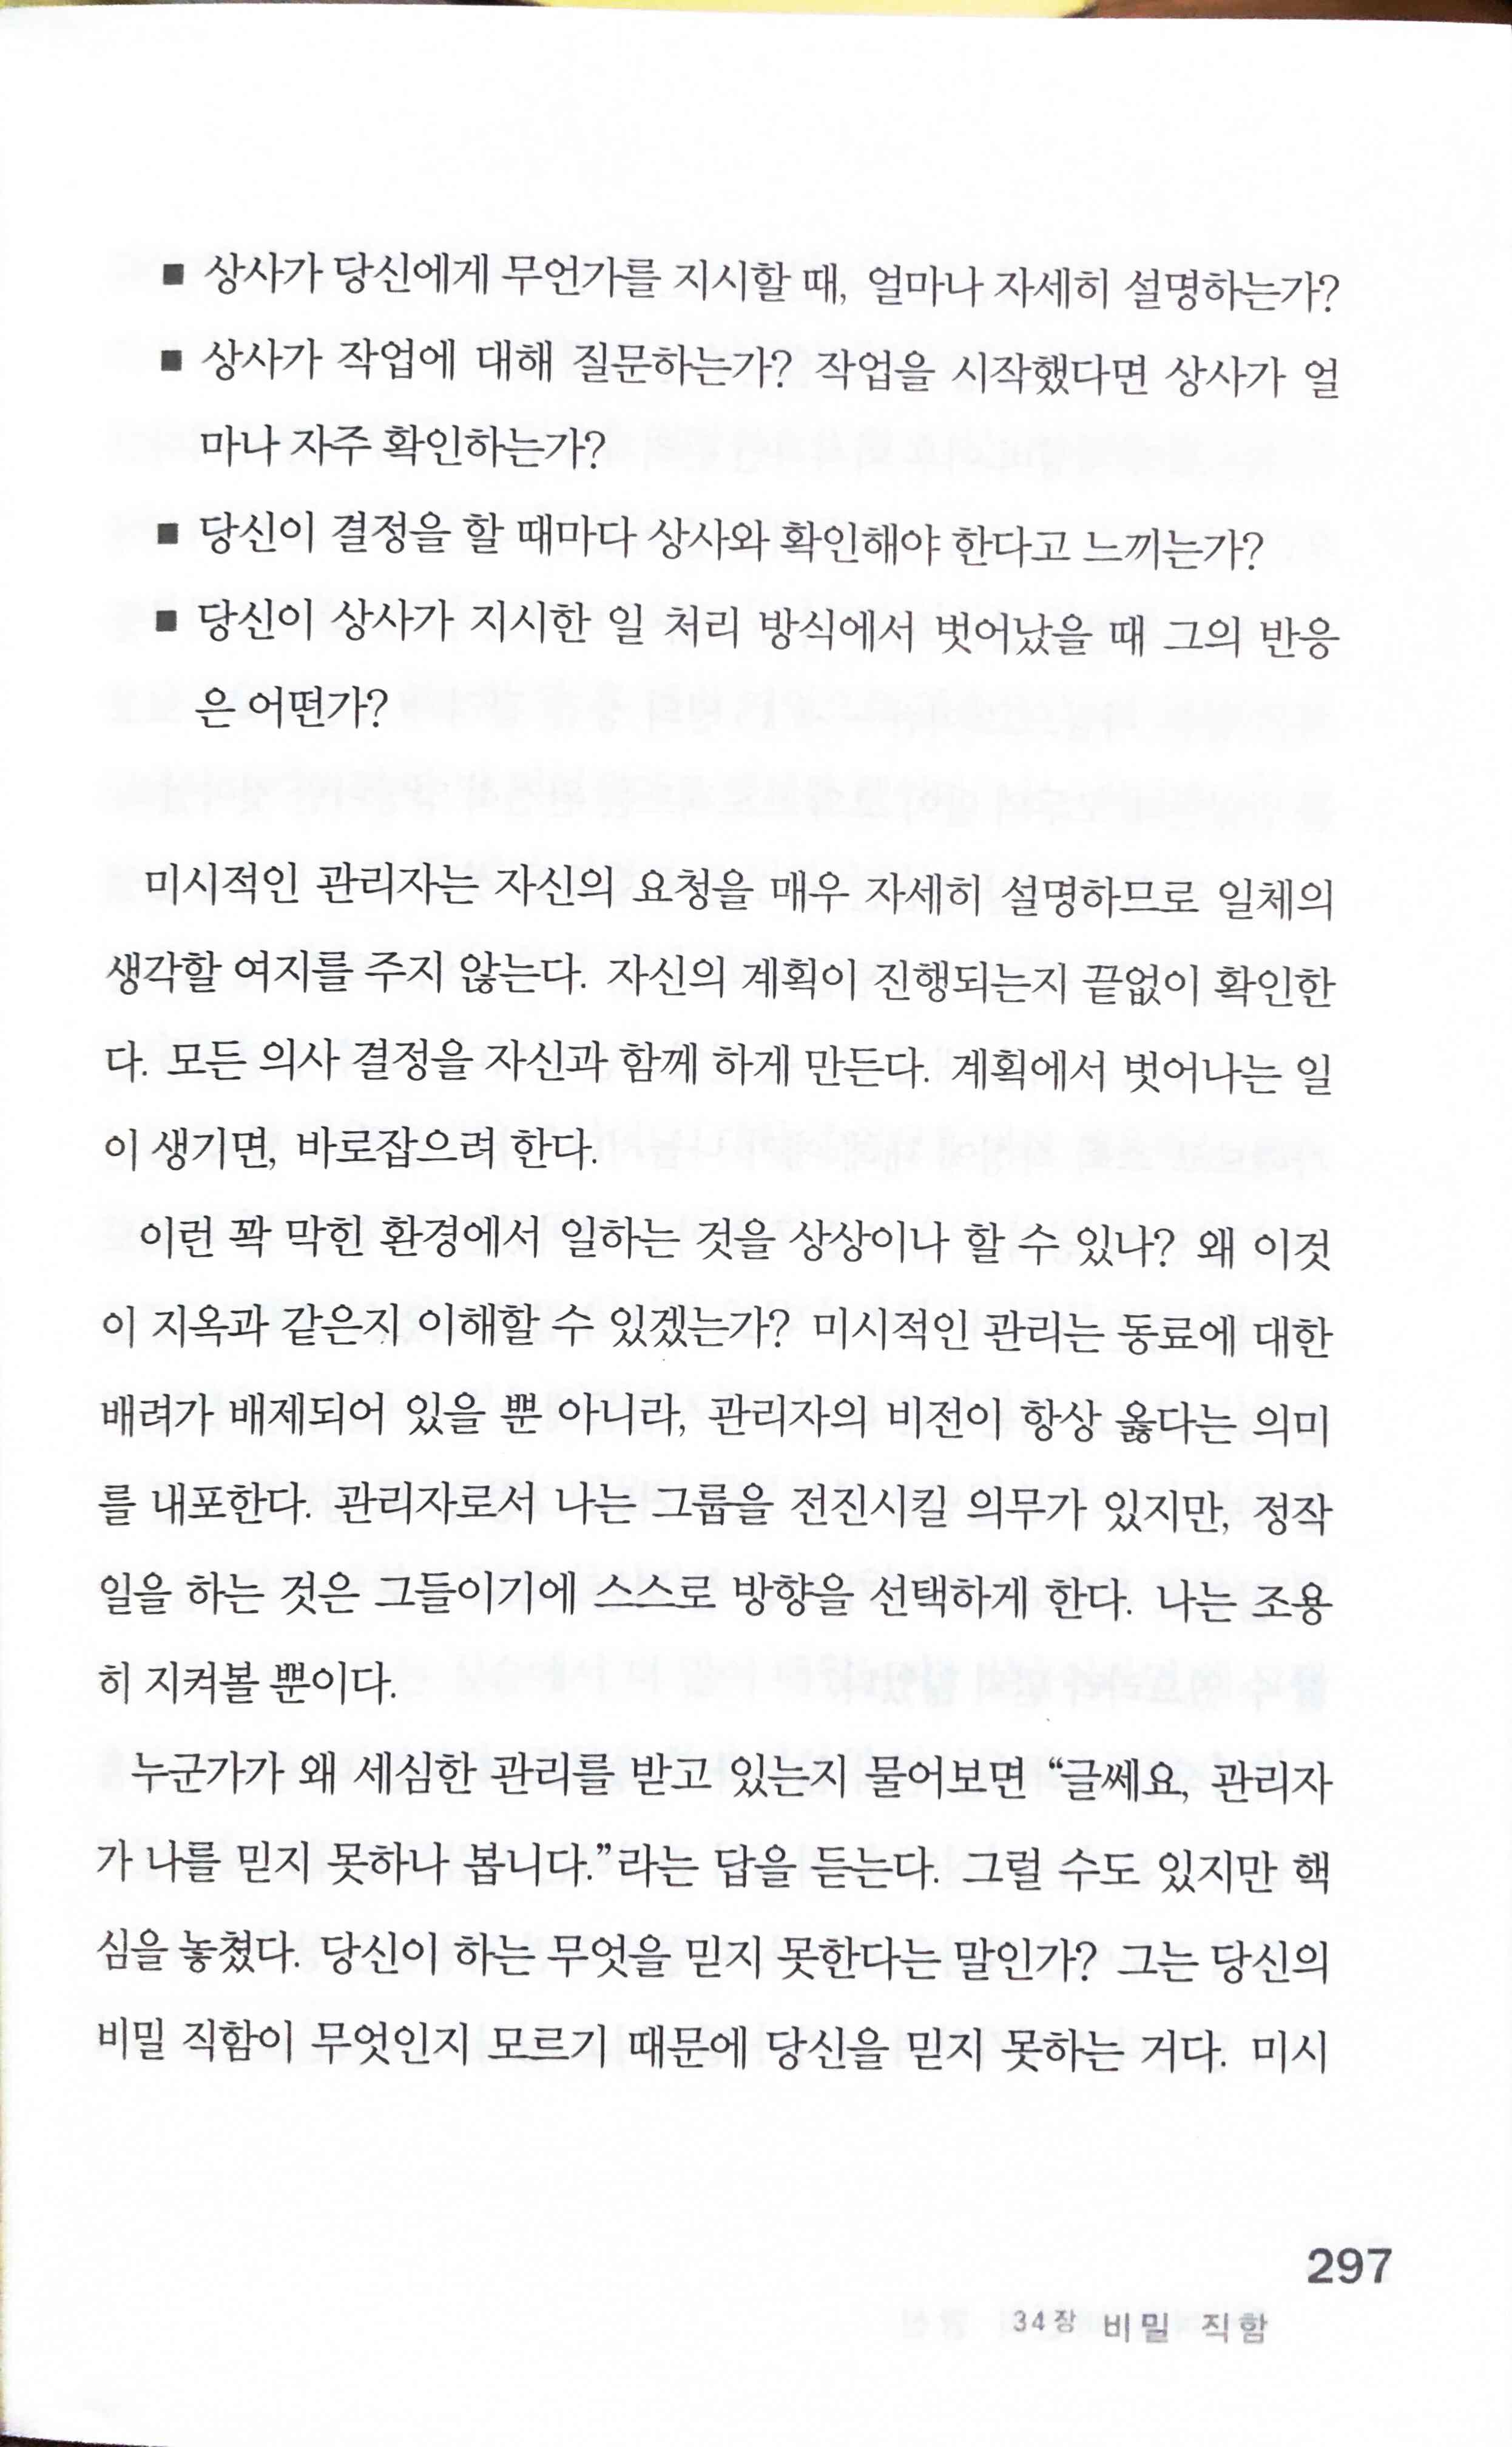 ▪ 상사가 당신에게 무언가를 지시할 때, 얼마나 자세히 설명하는가?
▪ 상사가 작업에 대해 질문하는가? 작업을 시작했다면 상사가 얼
마나 자주 확인하는가?
▪ 당신이 결정을 할 때마다 상사와 확인해야 한다고 느끼는가?
▪ 당신이 상사가 지시한 일 처리 방식에서 벗어났을 때 그의 반응
은 어떤가?
미시적인 관리자는 자신의 요청을 매우 자세히 설명하므로 일체의
생각할 여지를 주지 않는다. 자신의 계획이 진행되는지 끝없이 확인한
다. 모든 의사 결정을 자신과 함께 하게 만든다. 계획에서 벗어나는 일
이 생기면, 바로잡으려 한다.
이런 꽉 막힌 환경에서 일하는 것을 상상이나 할 수 있나? 왜 이것
이 지옥과 같은지 이해할 수 있겠는가? 미시적인 관리는 동료에 대한
배려가 배제되어 있을 뿐 아니라, 관리자의 비전이 항상 옳다는 의미
를 내포한다. 관리자로서 나는 그룹을 전진시킬 의무가 있지만, 정작
일을 하는 것은 그들이기에 스스로 방향을 선택하게 한다. 나는 조용
히 지켜볼 뿐이다.
누군가가 왜 세심한 관리를 받고 있는지 물어보면 “글쎄요, 관리자
가 나를 믿지 못하나 봅니다.”라는 답을 듣는다. 그럴 수도 있지만 핵
심을 놓쳤다. 당신이 하는 무엇을 믿지 못한다는 말인가? 그는 당신의
비밀 직함이 무엇인지 모르기 때문에 당신을 믿지 못하는 거다. 미시
297
34장 비밀 직함